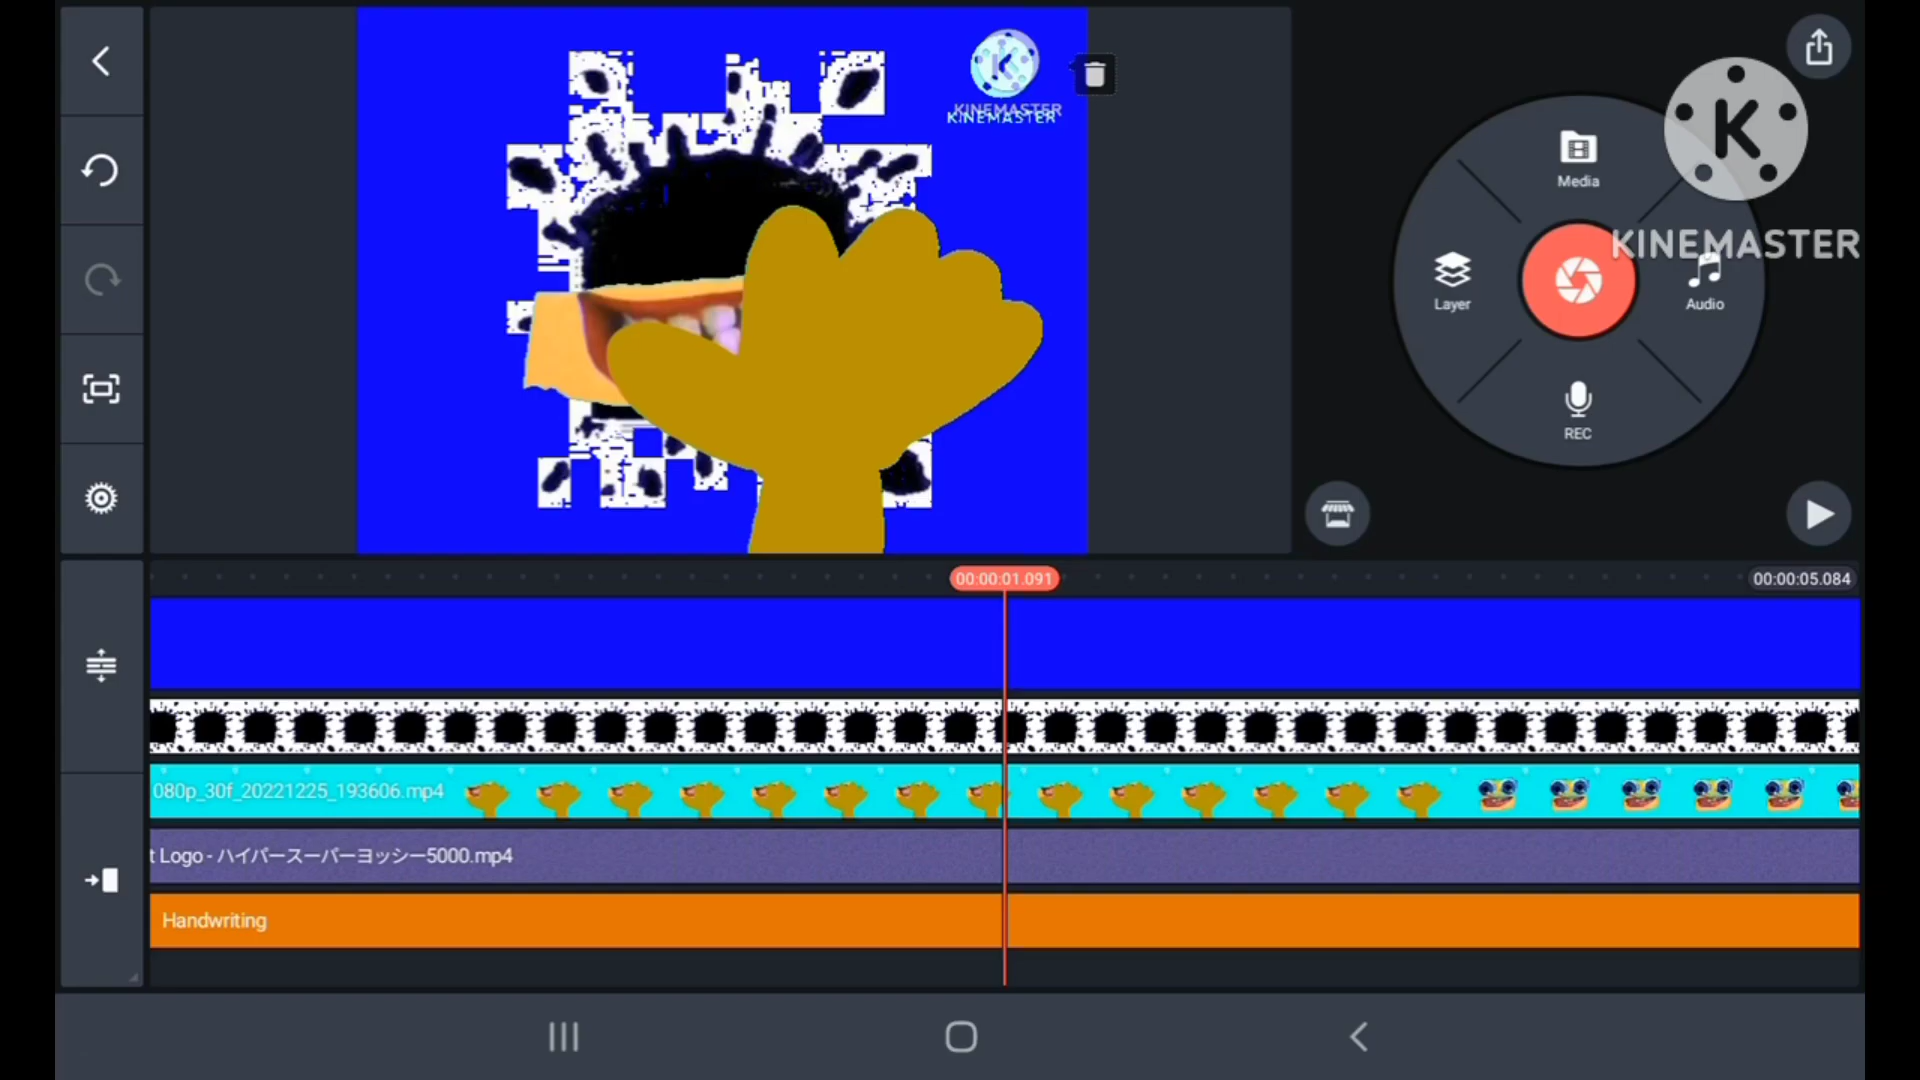 KINEMASTER
KINEMASTER
Media
KINEMASTER
Layer
Audio
REC
00:00:01.091
00:00:05.084
080p_30f_20221225_193606.mp4
t Logo - ハイパースーパーヨッシー5000.mp4
Handwriting